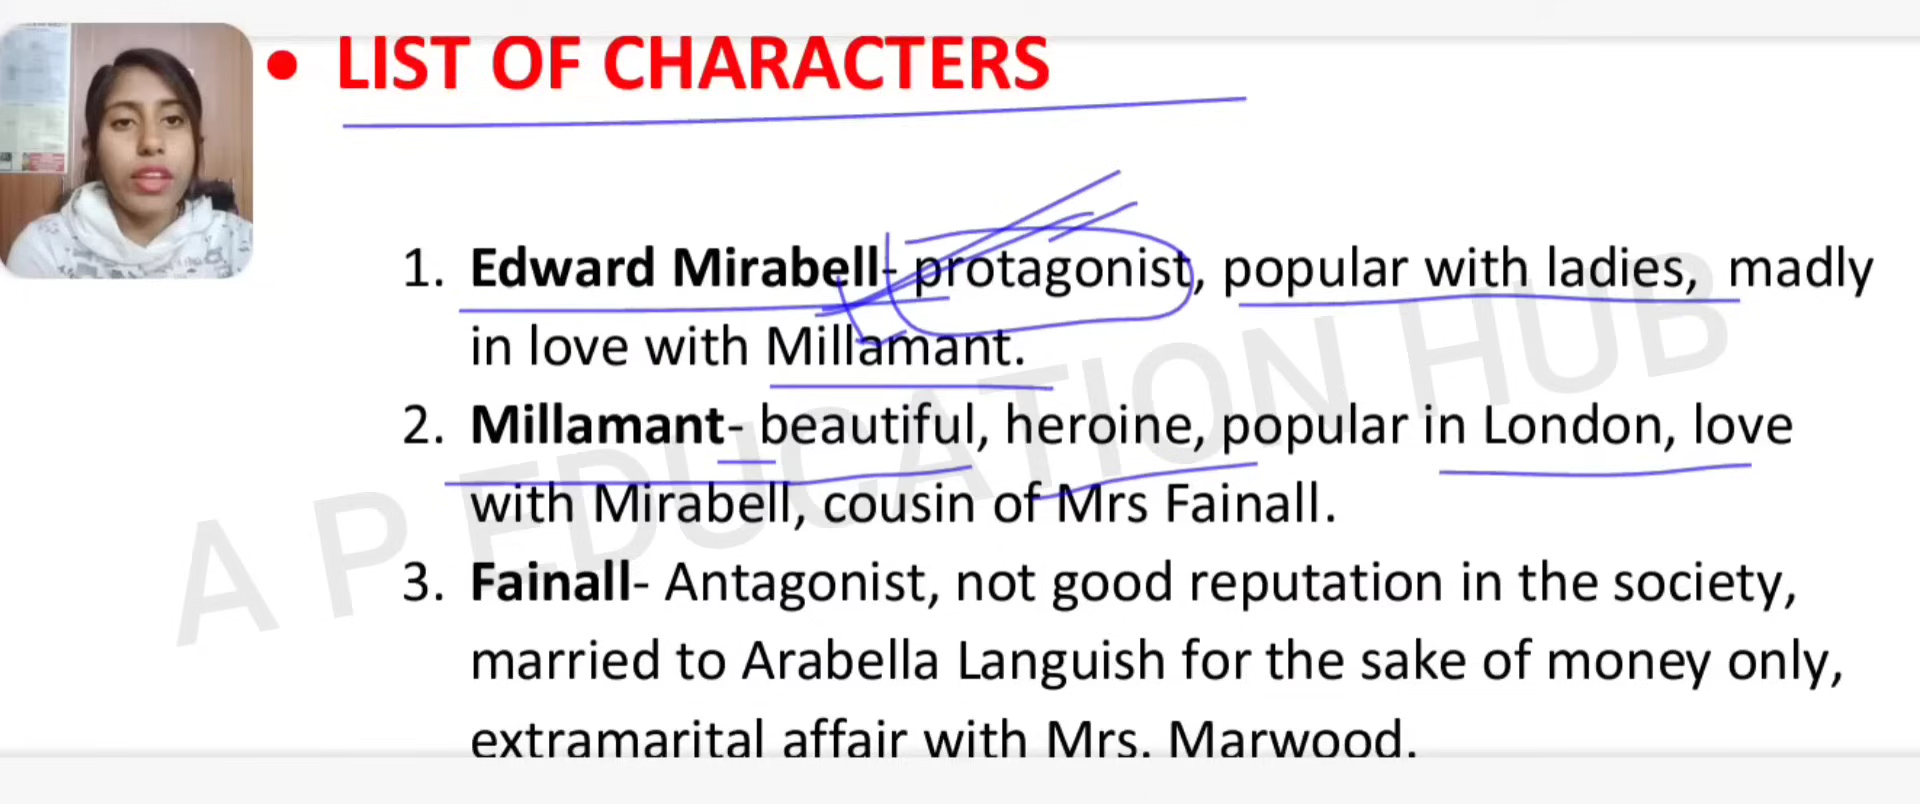 • LIST OF CHARACTERS
1. Edward Mirabell- protagonist, popular with ladies, madly
in love with Millamant.
2. Millamant- beautiful, heroine, popular in London, love
with Mirabell, cousin of Mrs Fainall.
3. Fainall- Antagonist, not good reputation in the society,
married to Arabella Languish for the sake of money only,
extramarital affair with Mrs. Marwood.
A P EDUCATION HUB